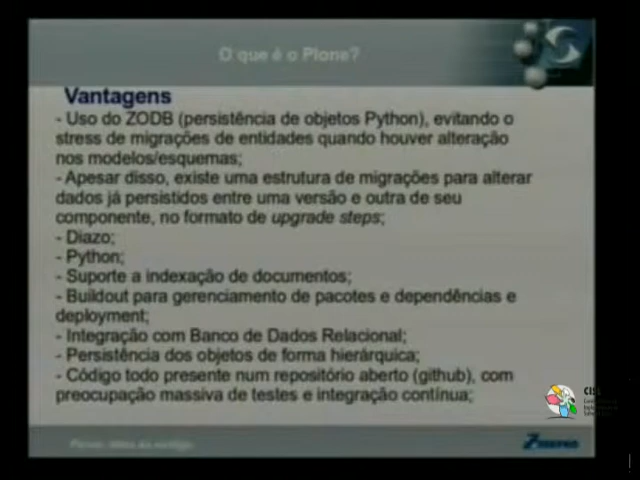 O que é o Plone?
Vantagens
- Uso do ZODB (persistência de objetos Python), evitando o
stress de migrações de entidades quando houver alteração
nos modelos/esquemas;
- Apesar disso, existe uma estrutura de migrações para alterar
dados já persistidos entre uma versão e outra de seu
componente, no formato de upgrade steps;
- Diazo;
- Python;
- Suporte a indexação de documentos;
- Buildout para gerenciamento de pacotes e dependências e
deployment;
- Integração com Banco de Dados Relacional;
- Persistência dos objetos de forma hierárquica;
- Código todo presente num repositório aberto (github), com
preocupação massiva de testes e integração contínua;